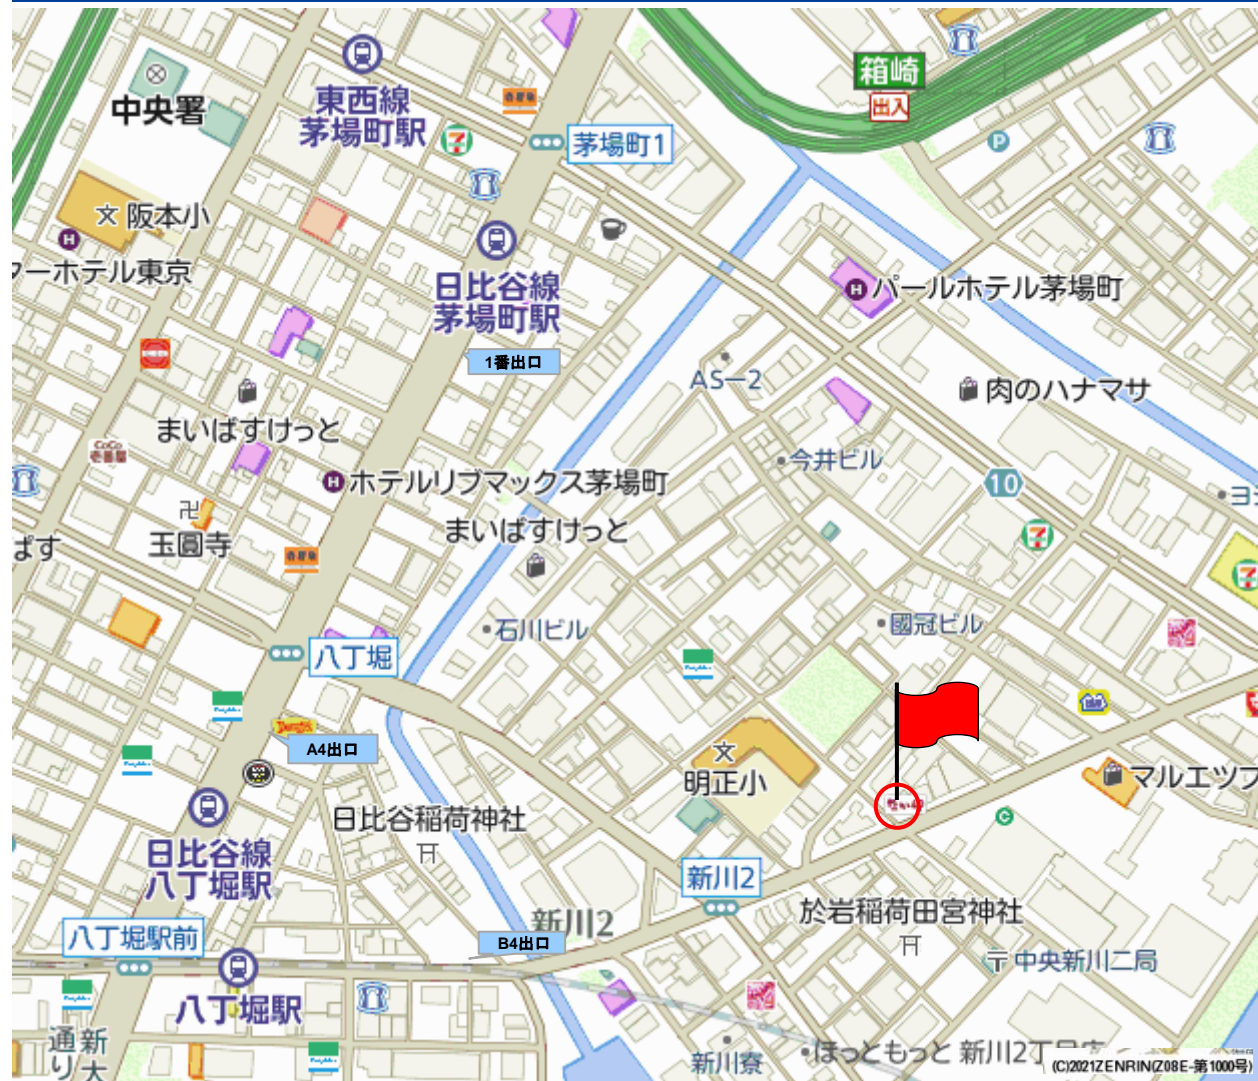 箱崎
出入
中央署
東西線
茅場町駅
茅場町1
P
文 阪本小
H
日比谷線
茅場町駅
ーホテル東京
H パールホテル茅場町
1番出口
AS-2
肉のハナマサ
まいばすけっと
CoCo
壱番屋
今井ビル
H ホテルリブマックス茅場町
10
卍
玉圓寺
まいばすけっと
ばす
7
石川ビル
國冠ビル
八丁堀
A4出口
文
明正小
マルエツプ
日比谷稲荷神社
日比谷線
八丁堀駅
新川2
C
於岩稲荷田宮神社
新川2
八丁堀駅前
B4出口
〒中央新川二局
八丁堀駅
新大
通り
新川寮
ほっともっと 新川2丁目店
(C)2021ZENRIN(Z08E-第1000号)